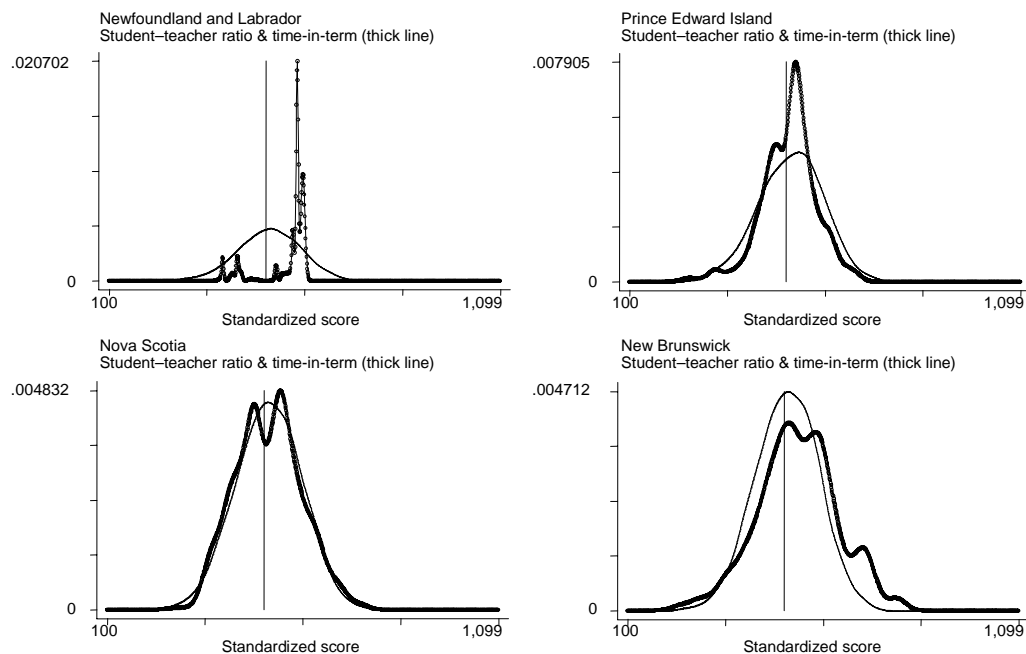 Newfoundland and Labrador
Student–teacher ratio & time-in-term (thick line)
.020702
0
100
1,099
Standardized score
Prince Edward Island
Student–teacher ratio & time-in-term (thick line)
.007905
0
100
1,099
Standardized score
Nova Scotia
Student–teacher ratio & time-in-term (thick line)
.004832
0
100
1,099
Standardized score
New Brunswick
Student–teacher ratio & time-in-term (thick line)
.004712
0
100
1,099
Standardized score